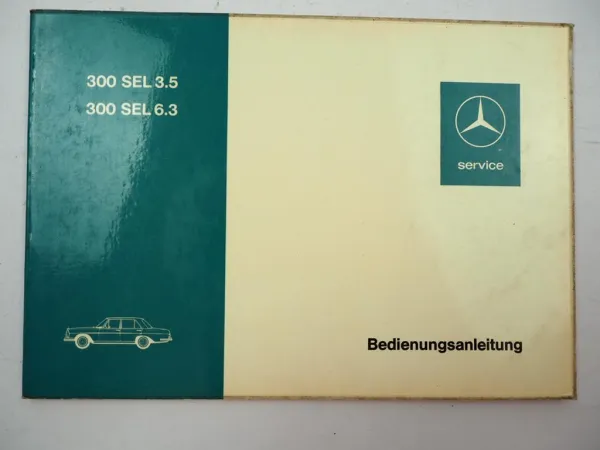 300 SEL 3.5
300 SEL 6.3
service
Bedienungsanleitung